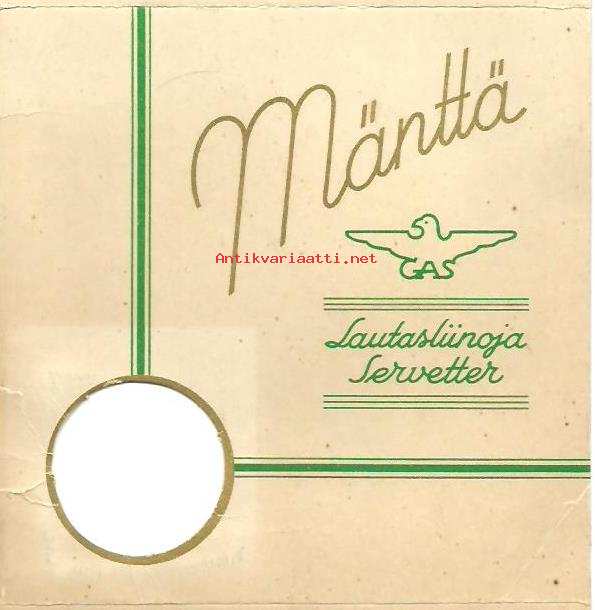 Mänttä
GAS
Antikvariaatti.net
Lautasliinoja
Servetter